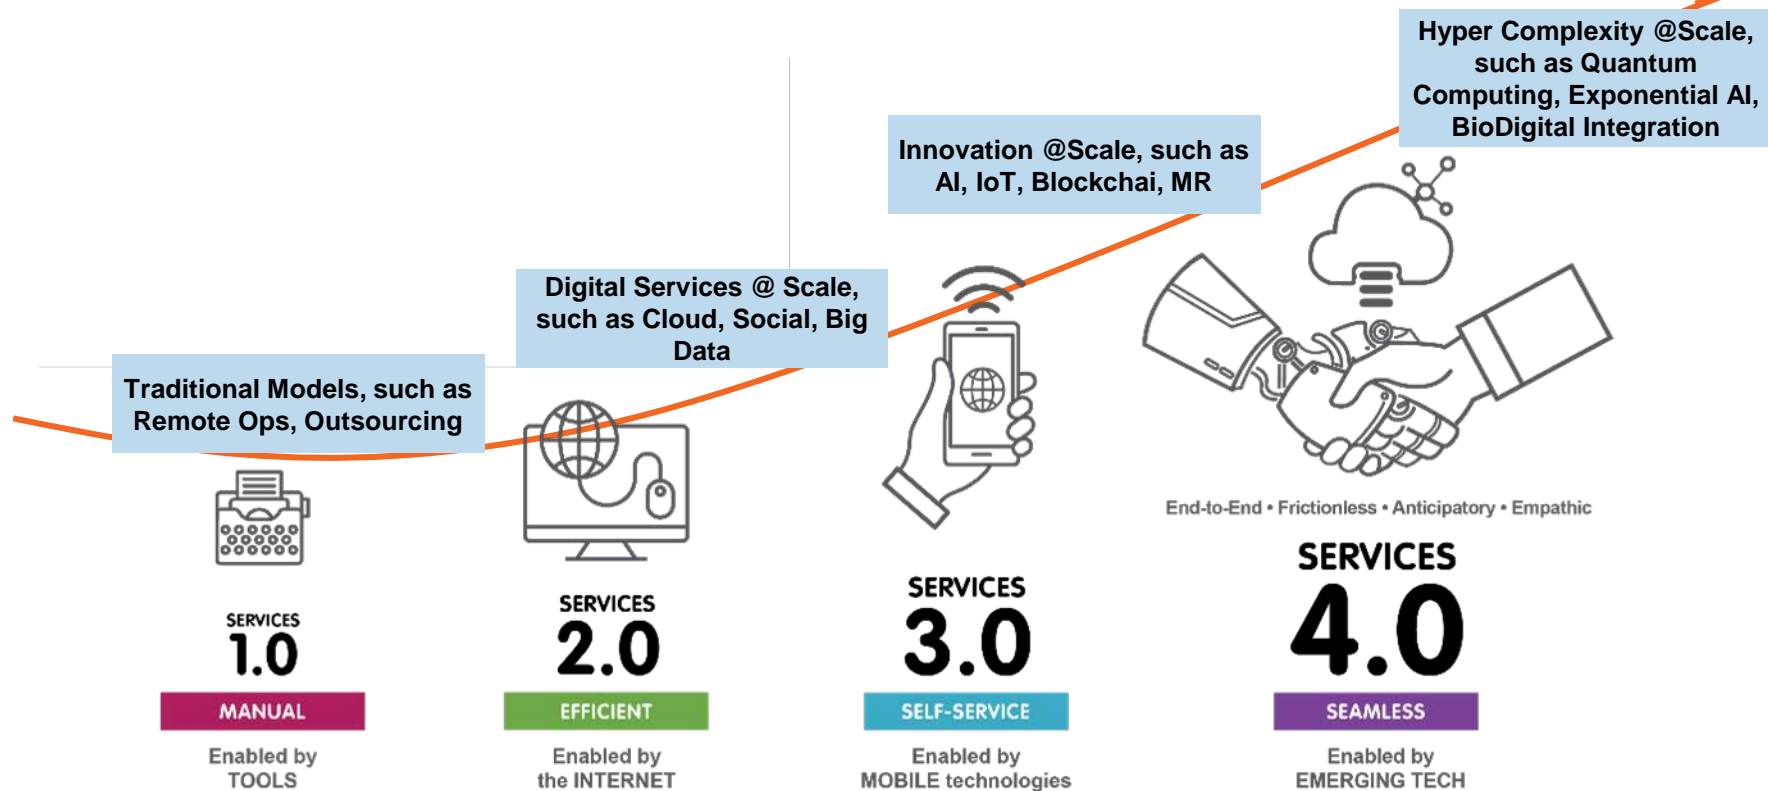 Hyper Complexity @Scale,
such as Quantum
Computing, Exponential AI,
BioDigital Integration
Innovation @Scale, such as
AI, IoT, Blockchai, MR
Digital Services @ Scale,
such as Cloud, Social, Big
Data
Traditional Models, such as
Remote Ops, Outsourcing
End-to-End • Frictionless • Anticipatory • Empathic
SERVICES
1.0
MANUAL
Enabled by
TOOLS
SERVICES
2.0
EFFICIENT
Enabled by
the INTERNET
SERVICES
3.0
SELF-SERVICE
Enabled by
MOBILE technologies
SERVICES
4.0
SEAMLESS
Enabled by
EMERGING TECH